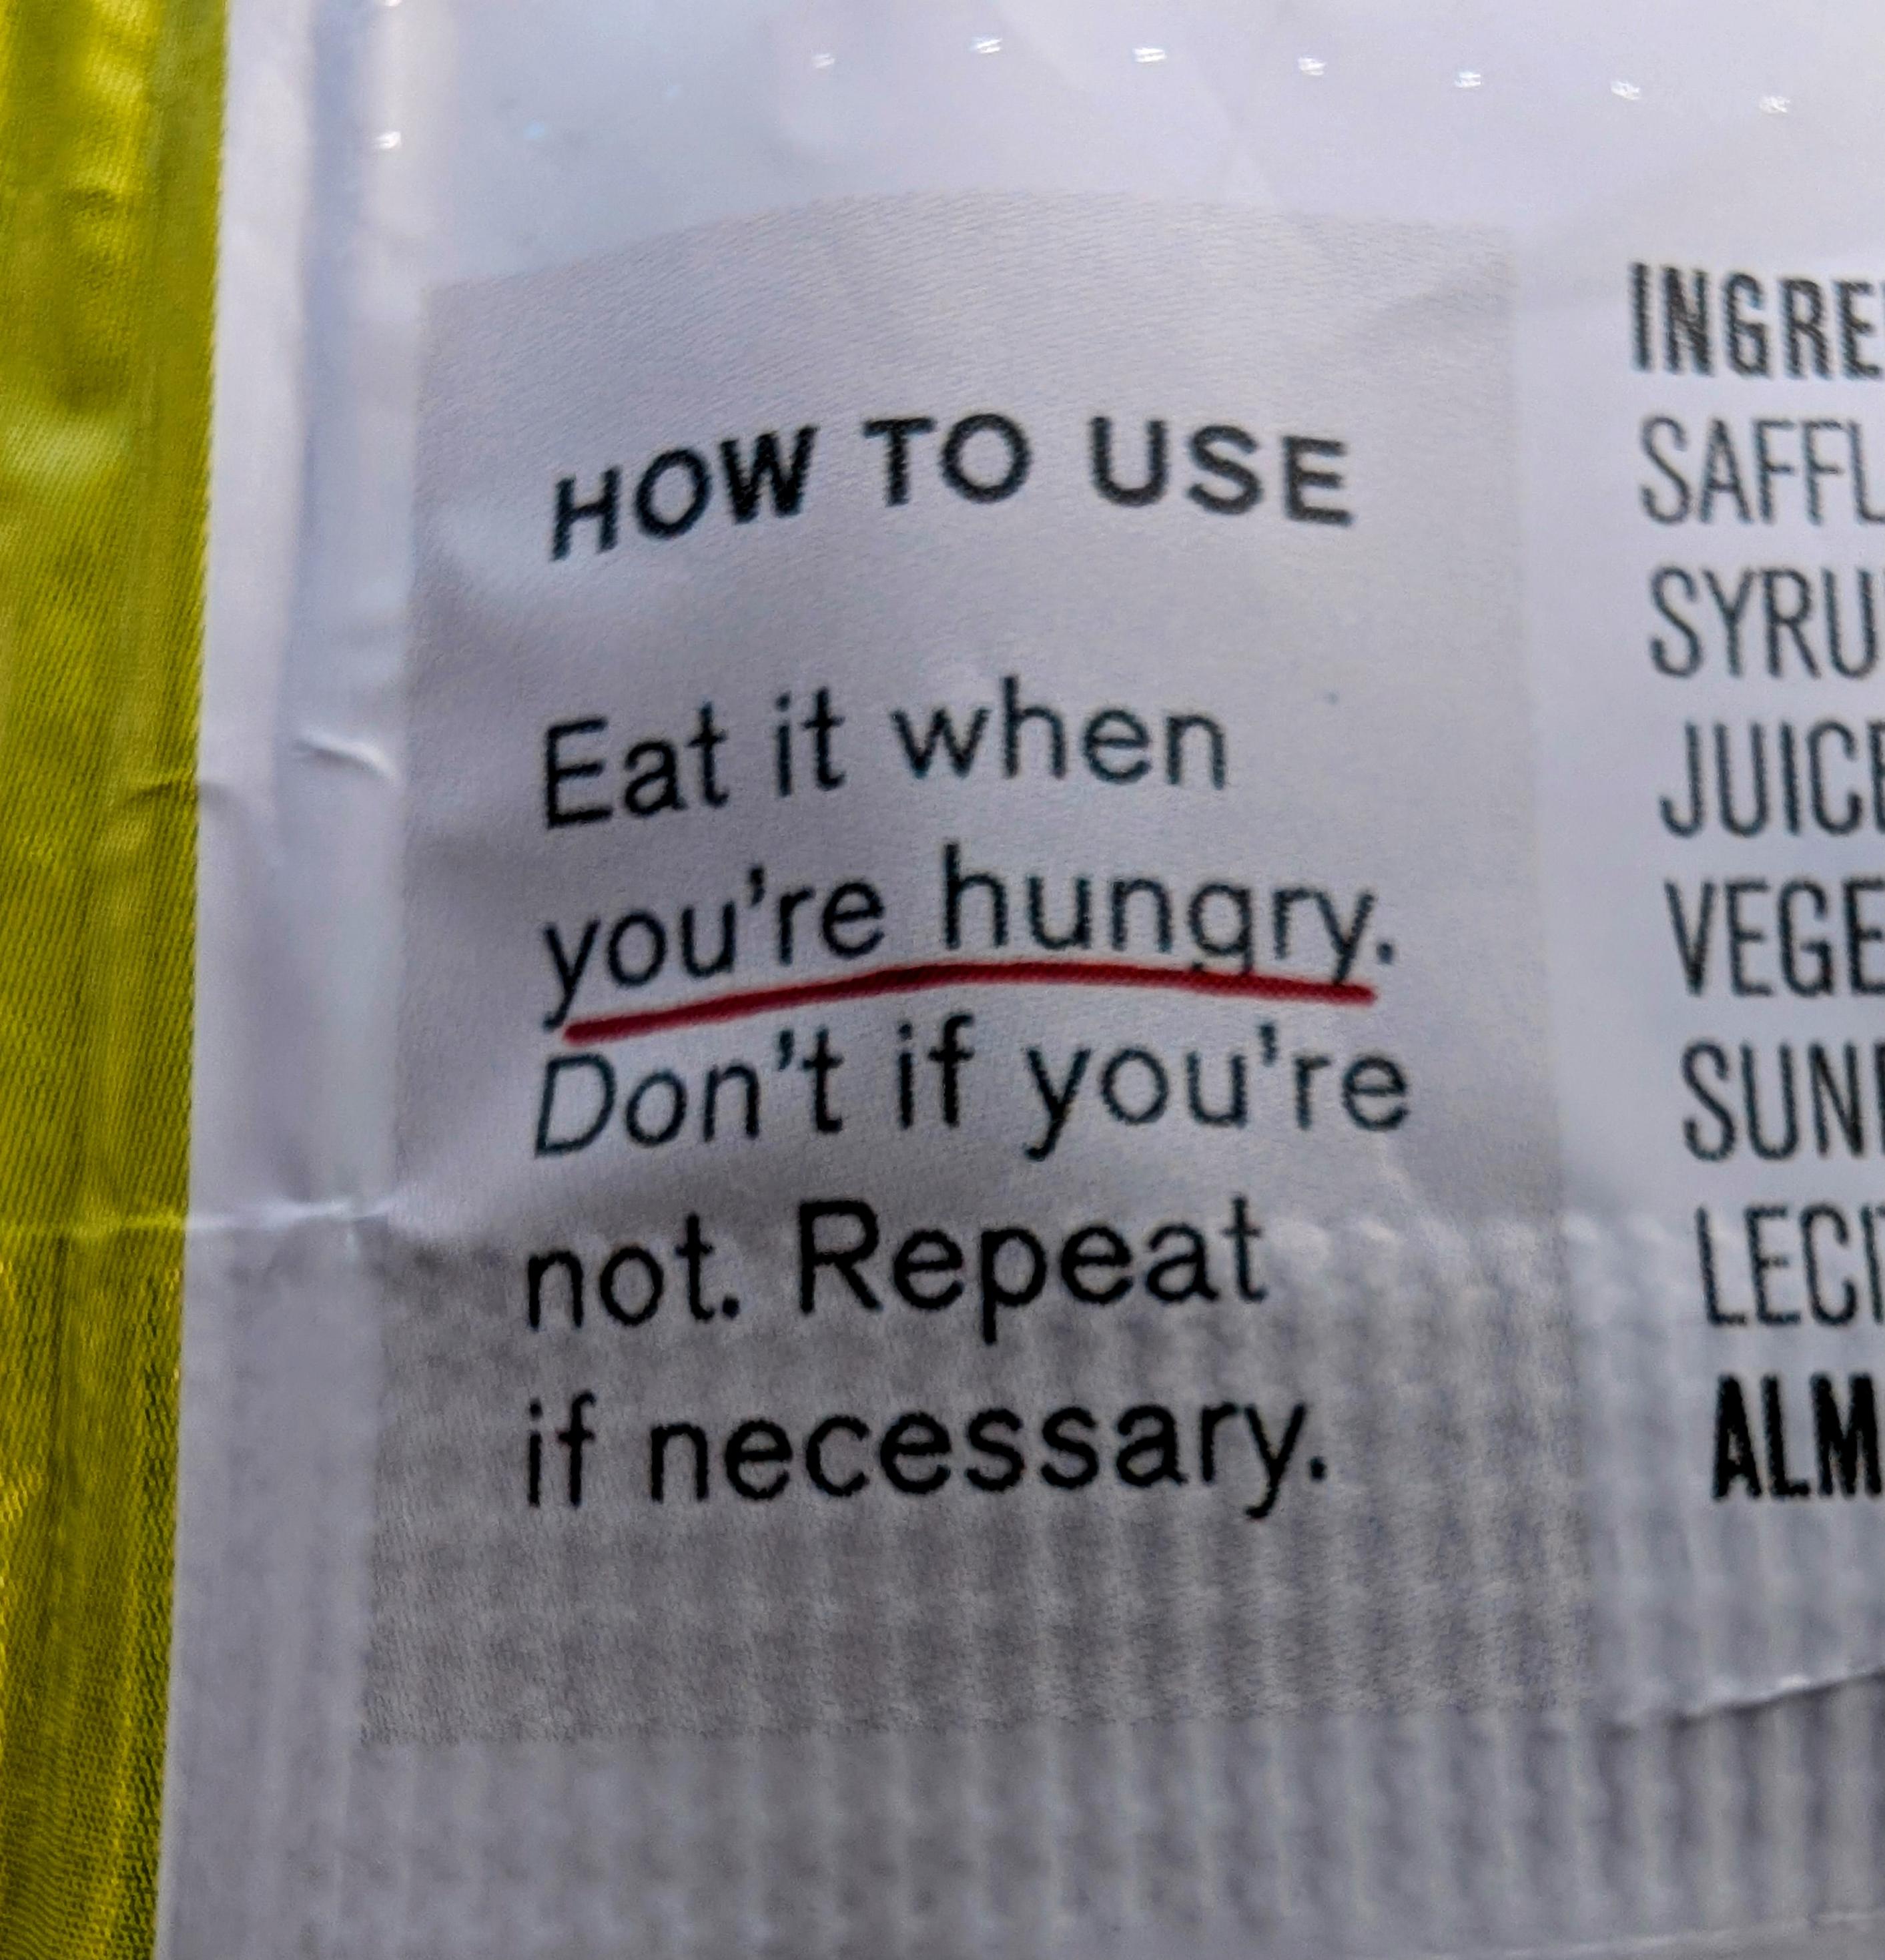 HOW TO USE
Eat it when
you're hungry.
Don't if you're
not. Repeat
if necessary.
INGRE
SAFFL
SYRU
JUICE
VEGE
SUN
LECI
ALM